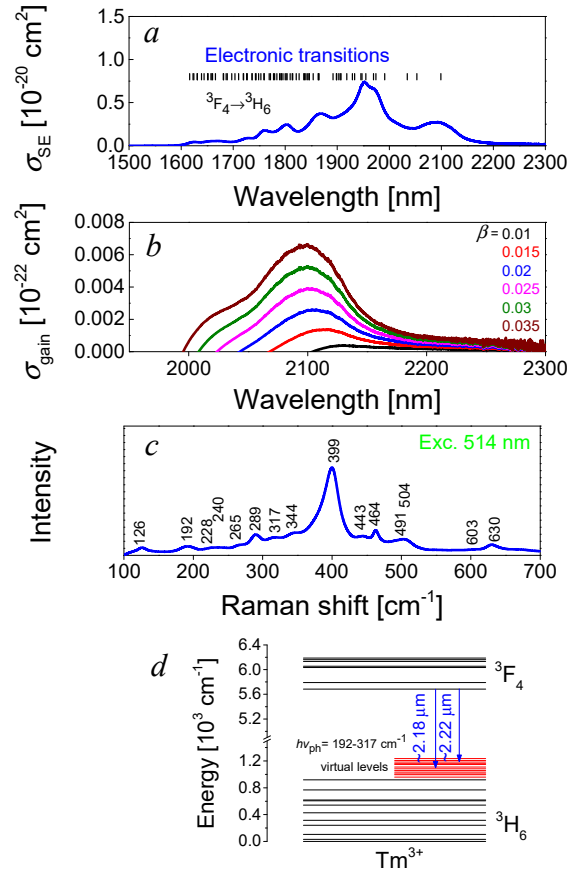 a
Electronic transitions
³F₄→³H₆
σ_SE [10⁻²⁰ cm²]
1.5
1.0
0.5
0.0
1500 1600 1700 1800 1900 2000 2100 2200 2300
Wavelength [nm]
b
β = 0.01
0.015
0.02
0.025
0.03
0.035
σ_gain [10⁻²² cm²]
0.008
0.006
0.004
0.002
0.000
2000 2100 2200 2300
Wavelength [nm]
c
Exc. 514 nm
Intensity
126 192 228 240 265 289 317 344 399 443 464 491 504 603 630
100 200 300 400 500 600 700
Raman shift [cm⁻¹]
d
Energy [10³ cm⁻¹]
6.4
6.0
5.6
5.2
1.2
0.8
0.4
0.0
³F₄
hν_ph= 192-317 cm⁻¹
virtual levels
~2.18 μm
~2.22 μm
³H₆
Tm³⁺